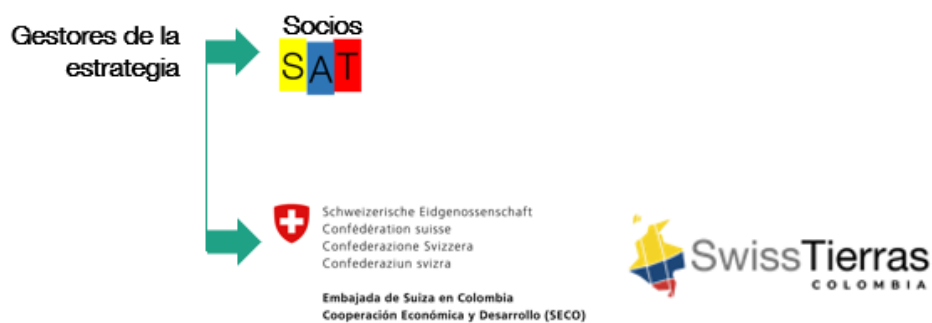 Gestores de la
estrategia
Socios
SAT
Schweizerische Eidgenossenschaft
Confédération suisse
Confederazione Svizzera
Confederaziun svizra
Embajada de Suiza en Colombia
Cooperación Económica y Desarrollo (SECO)
SwissTierras
COLOMBIA